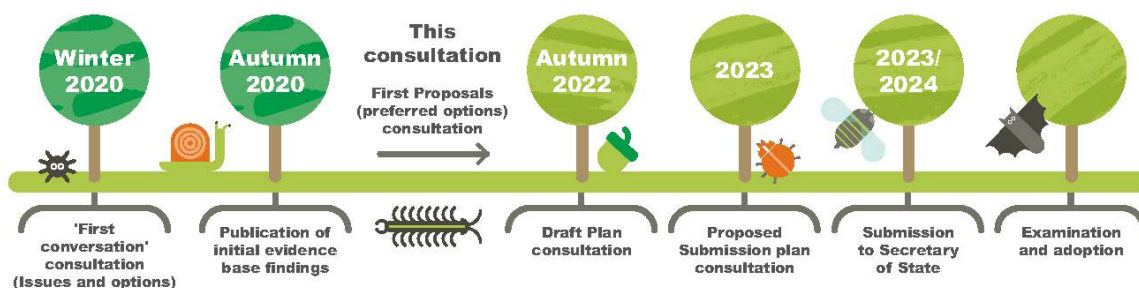 Winter
2020
Autumn
2020
This
consultation
First Proposals
(preferred options)
consultation
Autumn
2022
2023
2023/
2024
'First
conversation'
consultation
(Issues and options)
Publication of
initial evidence
base findings
Draft Plan
consultation
Proposed
Submission plan
consultation
Submission
to Secretary
of State
Examination
and adoption